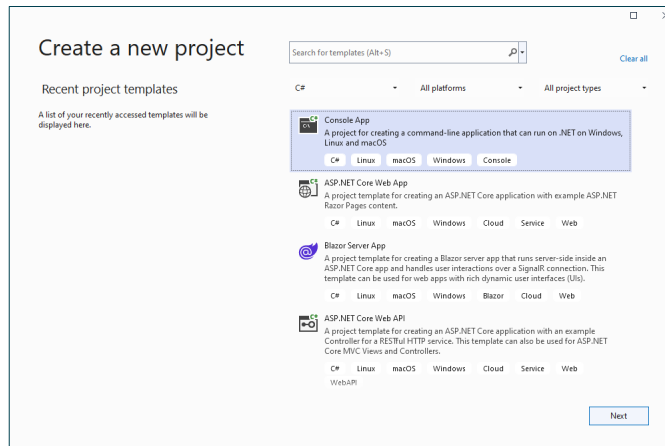 Create a new project
Search for templates (Alt+S)
Clear all
Recent project templates
C# All platforms All project types
A list of your recently accessed templates will be
displayed here.
Console App
A project for creating a command-line application that can run on .NET on Windows,
Linux and macOS
C# Linux macOS Windows Console
ASP.NET Core Web App
A project template for creating an ASP.NET Core application with example ASP.NET
Razor Pages content.
C# Linux macOS Windows Cloud Service Web
Blazor Server App
A project template for creating a Blazor server app that runs server-side inside an
ASP.NET Core app and handles user interactions over a SignalR connection. This
template can be used for web apps with rich dynamic user interfaces (UIs).
C# Linux macOS Windows Blazor Cloud Web
ASP.NET Core Web API
A project template for creating an ASP.NET Core application with an example
Controller for a RESTful HTTP service. This template can also be used for ASP.NET
Core MVC Views and Controllers.
C# Linux macOS Windows Cloud Service Web
WebAPI
Next